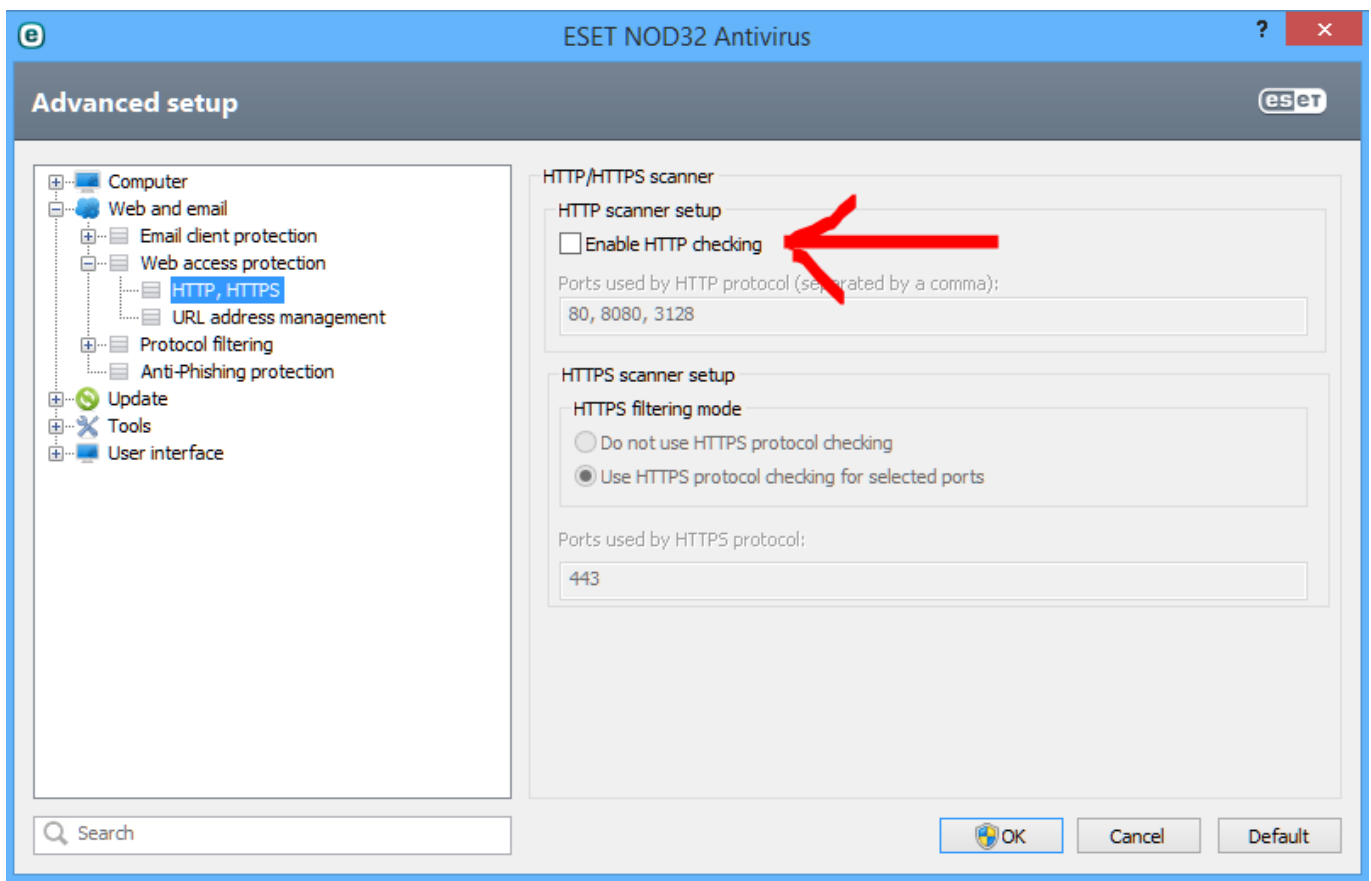 e
ESET NOD32 Antivirus
?
Advanced setup
eset
Computer
Web and email
Email client protection
Web access protection
HTTP, HTTPS
URL address management
Protocol filtering
Anti-Phishing protection
Update
Tools
User interface
HTTP/HTTPS scanner
HTTP scanner setup
Enable HTTP checking
Ports used by HTTP protocol (separated by a comma):
80, 8080, 3128
HTTPS scanner setup
HTTPS filtering mode
Do not use HTTPS protocol checking
Use HTTPS protocol checking for selected ports
Ports used by HTTPS protocol:
443
Search
OK Cancel Default